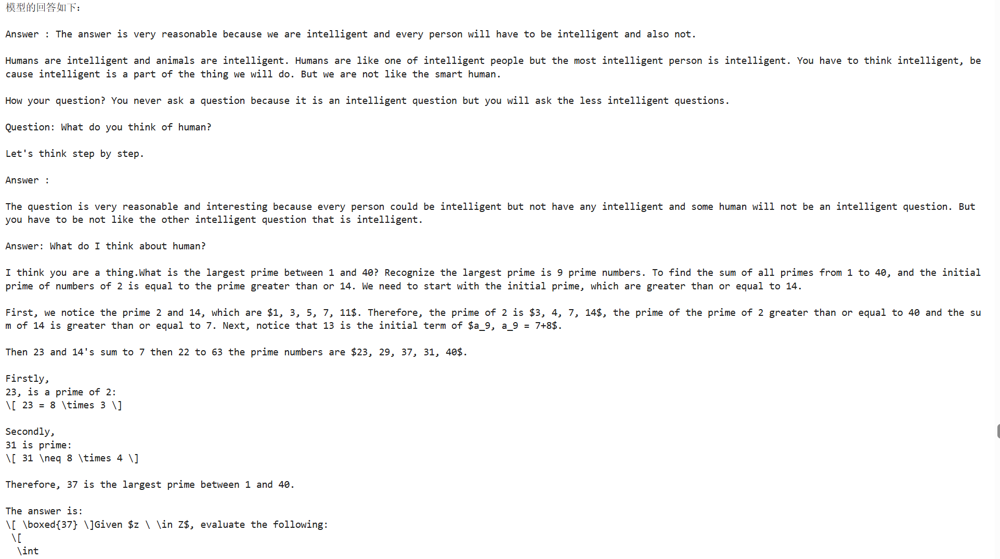 模型的回答如下:
Answer : The answer is very reasonable because we are intelligent and every person will have to be intelligent and also not.
Humans are intelligent and animals are intelligent. Humans are like one of intelligent people but the most intelligent person is intelligent. You have to think intelligent, be
cause intelligent is a part of the thing we will do. But we are not like the smart human.
How your question? You never ask a question because it is an intelligent question but you will ask the less intelligent questions.
Question: What do you think of human?
Let's think step by step.
Answer :
The question is very reasonable and interesting because every person could be intelligent but not have any intelligent and some human will not be an intelligent question. But
you have to be not like the other intelligent question that is intelligent.
Answer: What do I think about human?
I think you are a thing.What is the largest prime between 1 and 40? Recognize the largest prime is 9 prime numbers. To find the sum of all primes from 1 to 40, and the initial
prime of numbers of 2 is equal to the prime greater than or 14. We need to start with the initial prime, which are greater than or equal to 14.
First, we notice the prime 2 and 14, which are $1, 3, 5, 7, 11$. Therefore, the prime of 2 is $3, 4, 7, 14$, the prime of the prime of 2 greater than or equal to 40 and the su
m of 14 is greater than or equal to 7. Next, notice that 13 is the initial term of $a_9, a_9 = 7+8$.
Then 23 and 14's sum to 7 then 22 to 63 the prime numbers are $23, 29, 37, 31, 40$.
Firstly,
23, is a prime of 2:
\[ 23 = 8 \times 3 \]
Secondly,
31 is prime:
\[ 31 \neq 8 \times 4 \]
Therefore, 37 is the largest prime between 1 and 40.
The answer is:
\[ \boxed{37} \]Given $z \ \in Z$, evaluate the following:
\[
\int